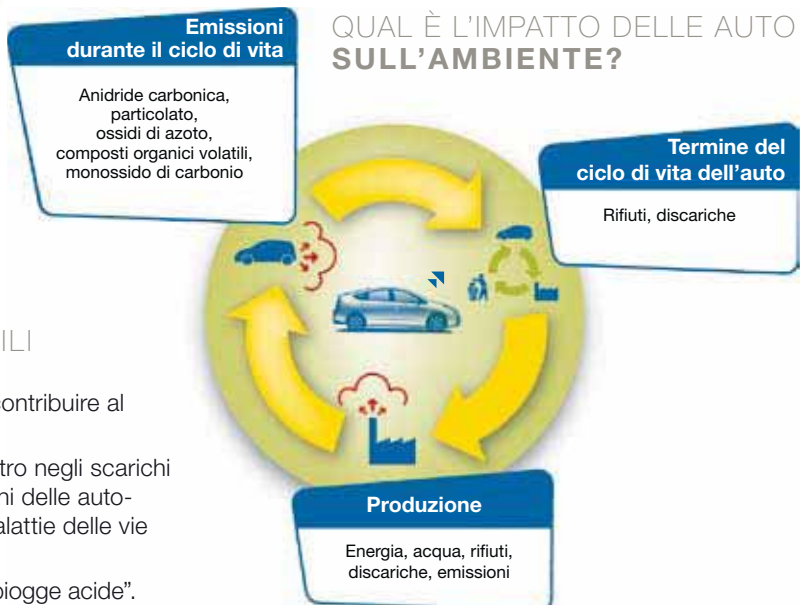 Emissioni
durante il ciclo di vita
Anidride carbonica,
particolato,
ossidi di azoto,
composti organici volatili,
monossido di carbonio
QUAL È L'IMPATTO DELLE AUTO
SULL'AMBIENTE?
Termine del
ciclo di vita dell'auto
Rifiuti, discariche
Produzione
Energia, acqua, rifiuti,
discariche, emissioni
ILI
contribuire al
tro negli scarichi
ni delle auto-
alattie delle vie
piogge acide”.